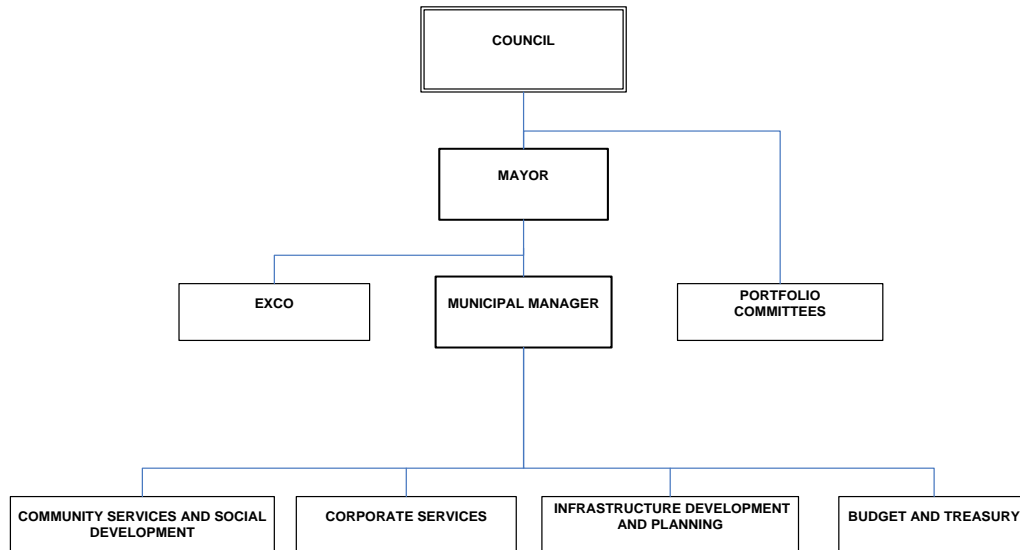 COUNCIL
MAYOR
EXCO
MUNICIPAL MANAGER
PORTFOLIO
COMMITTEES
COMMUNITY SERVICES AND SOCIAL
DEVELOPMENT
CORPORATE SERVICES
INFRASTRUCTURE DEVELOPMENT
AND PLANNING
BUDGET AND TREASURY